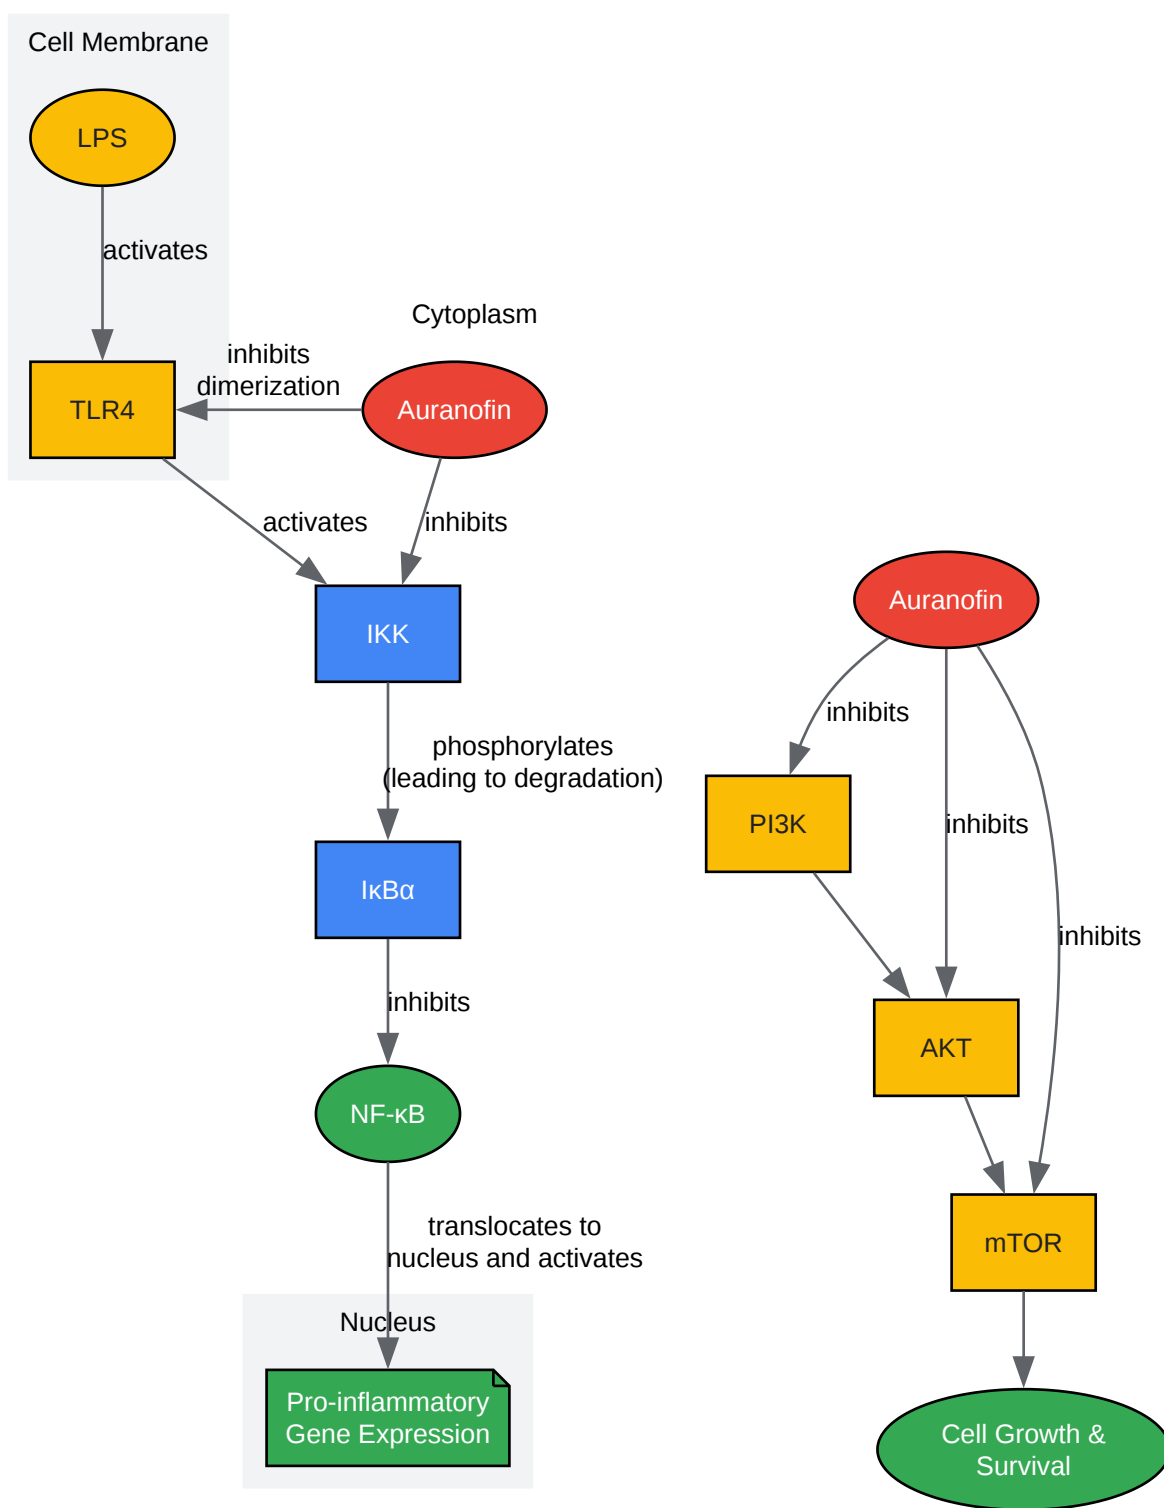 Cell Membrane
LPS
activates
Cytoplasm
inhibits
dimerization
TLR4
Auranofin
activates
inhibits
IKK
phosphorylates
(leading to degradation)
IκBα
inhibits
NF-κB
translocates to
nucleus and activates
Nucleus
Pro-inflammatory
Gene Expression
Auranofin
inhibits
PI3K
inhibits
inhibits
AKT
mTOR
Cell Growth &
Survival